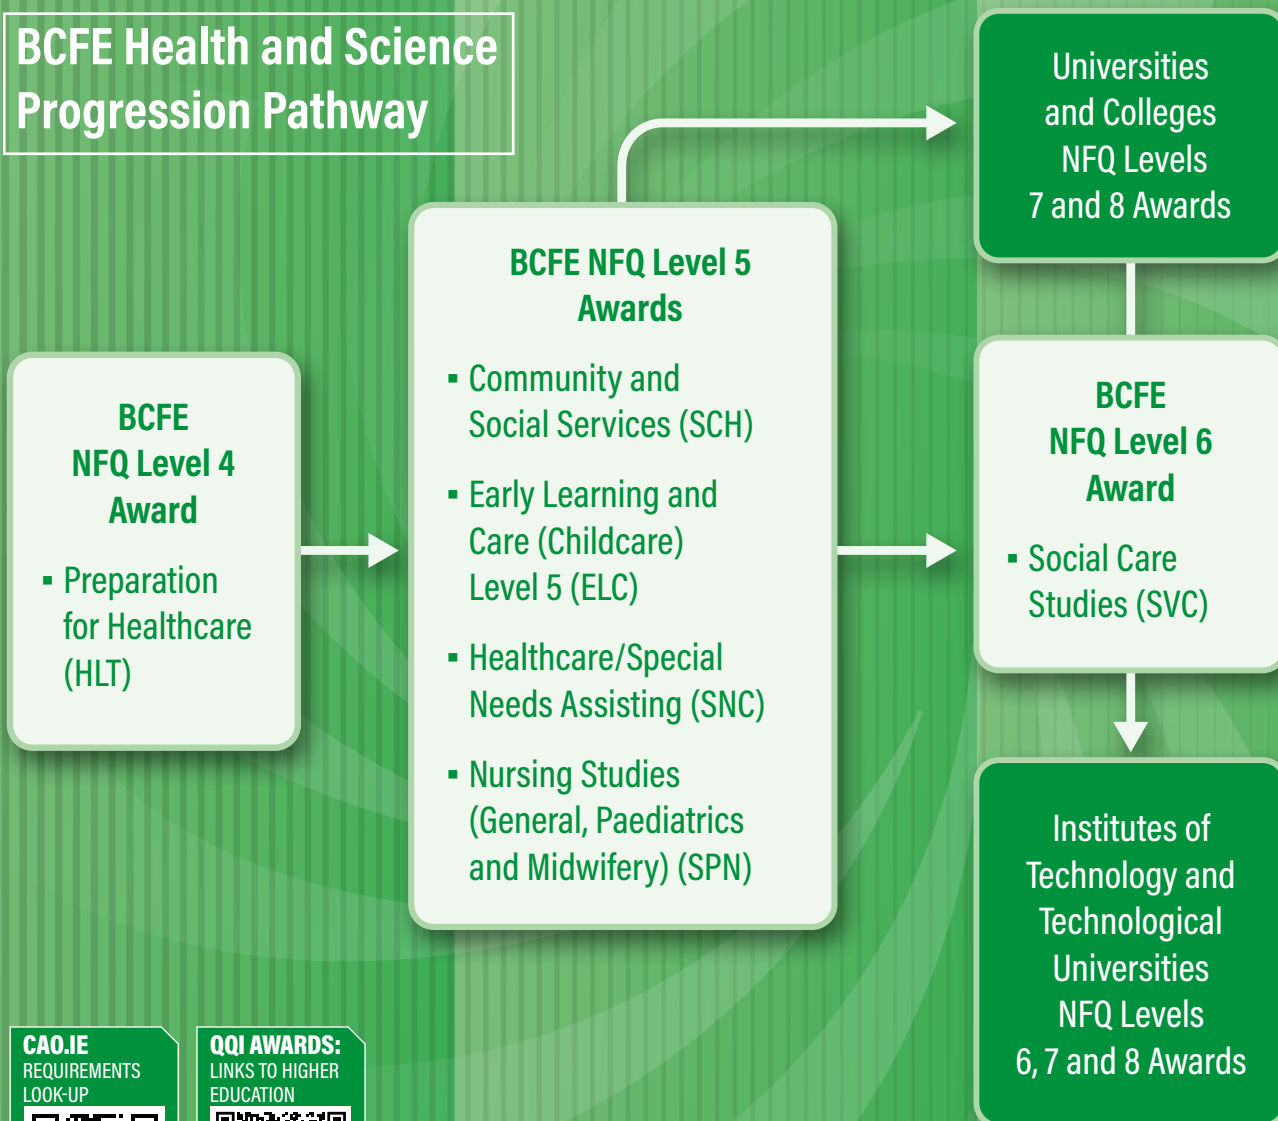 BCFE Health and Science
Progression Pathway
BCFE
NFQ Level 4
Award
▪ Preparation
for Healthcare
(HLT)
BCFE NFQ Level 5
Awards
▪ Community and
Social Services (SCH)
▪ Early Learning and
Care (Childcare)
Level 5 (ELC)
▪ Healthcare/Special
Needs Assisting (SNC)
▪ Nursing Studies
(General, Paediatrics
and Midwifery) (SPN)
Universities
and Colleges
NFQ Levels
7 and 8 Awards
BCFE
NFQ Level 6
Award
▪ Social Care
Studies (SVC)
Institutes of
Technology and
Technological
Universities
NFQ Levels
6, 7 and 8 Awards
CAO.IE
REQUIREMENTS
LOOK-UP
QQI AWARDS:
LINKS TO HIGHER
EDUCATION